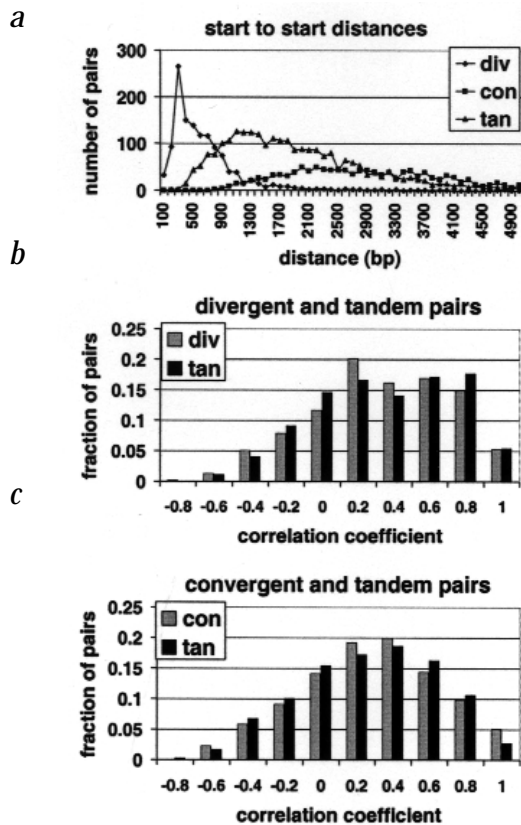 a
start to start distances
number of pairs
300
200
100
0
div
con
tan
100
500
900
1300
1700
2100
2500
2900
3300
3700
4100
4500
4900
distance (bp)
b
divergent and tandem pairs
fraction of pairs
0.25
0.2
0.15
0.1
0.05
0
div
tan
-0.8 -0.6 -0.4 -0.2 0 0.2 0.4 0.6 0.8 1
correlation coefficient
c
convergent and tandem pairs
fraction of pairs
0.25
0.2
0.15
0.1
0.05
0
con
tan
-0.8 -0.6 -0.4 -0.2 0 0.2 0.4 0.6 0.8 1
correlation coefficient